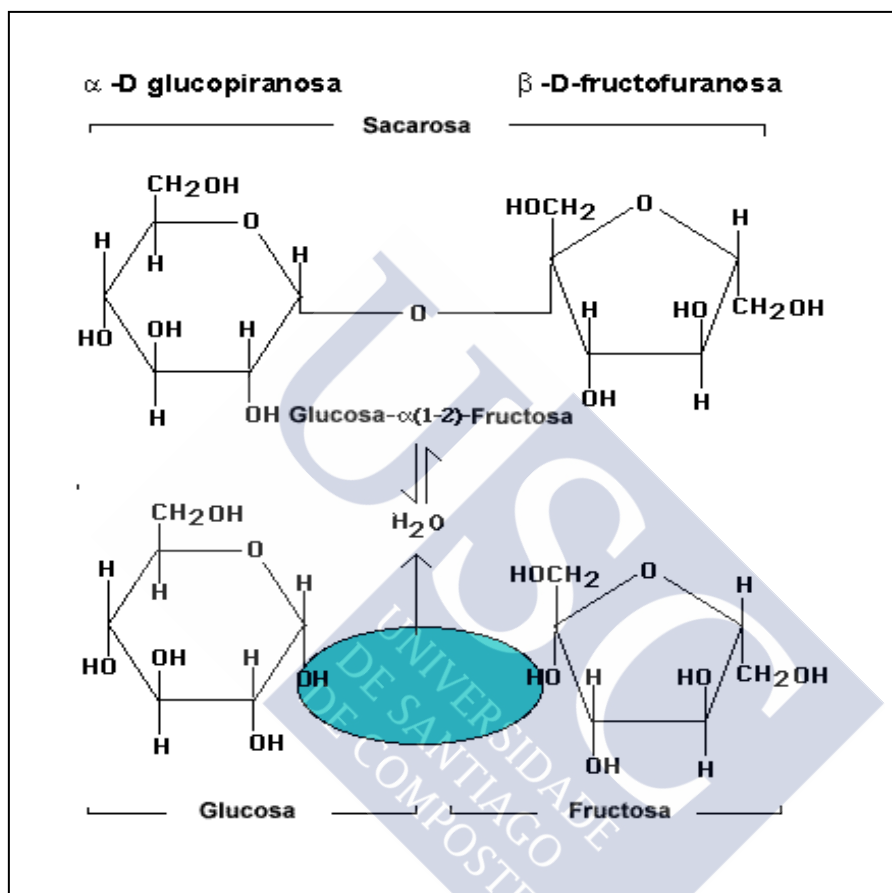 α -D glucopiranosa β -D-fructofuranosa
Sacarosa
CH2OH
O
HOCH2
O
H
H
H
H
O
H
HO
CH2OH
HO
OH
H
OH
H
H
OH
Glucosa-α(1-2)-Fructosa
H2O
CH2OH
O
HOCH2
O
H
H
H
H
OH
HO
H
HO
CH2OH
HO
OH
H
H
OH
OH
H
Glucosa
Fructosa
USC
UNIVERSIDADE
DE SANTIAGO
DE COMPOSTE